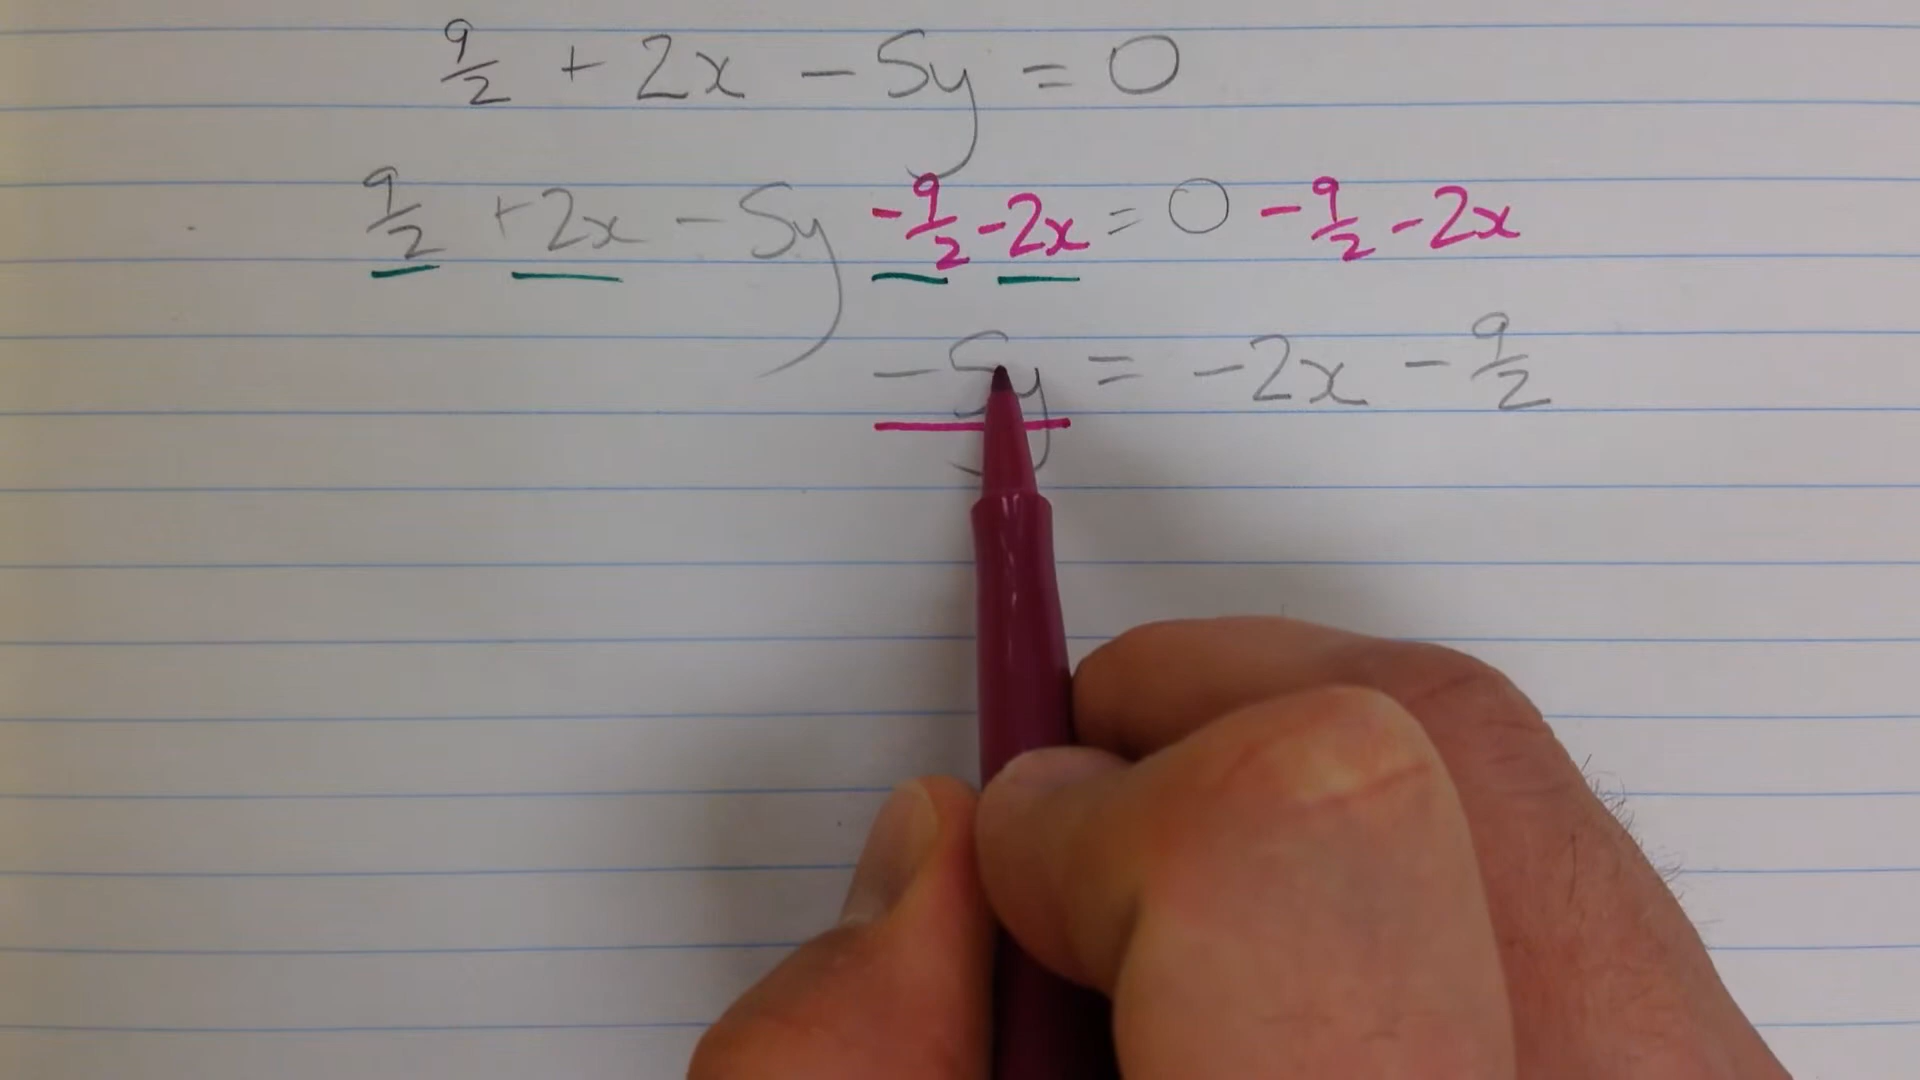 9/2 + 2x - 5y = 0
9/2 + 2x - 5y - 9/2 - 2x = 0 - 9/2 - 2x
-5y = -2x - 9/2